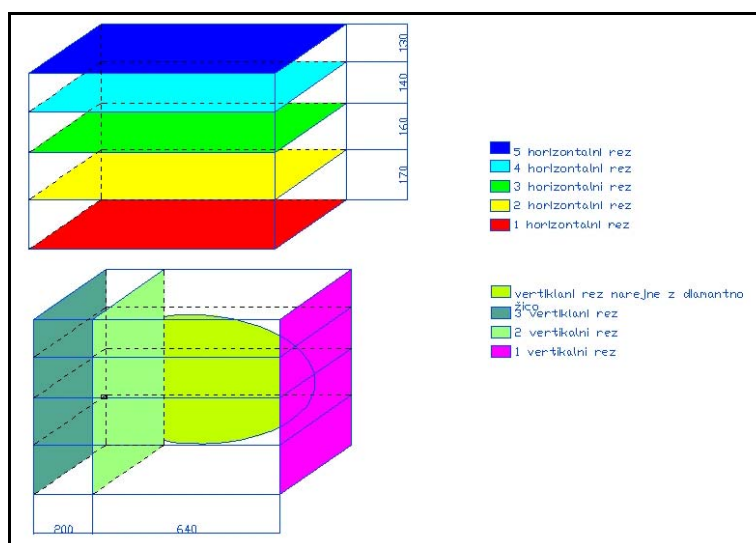 130
140
160
170
5 horizontalni rez
4 horizontalni rez
3 horizontalni rez
2 horizontalni rez
1 horizontalni rez
vertiklani rez narejne z diamantno
žico
3 vertiklani rez
2 vertikalni rez
1 vertikalni rez
200
640